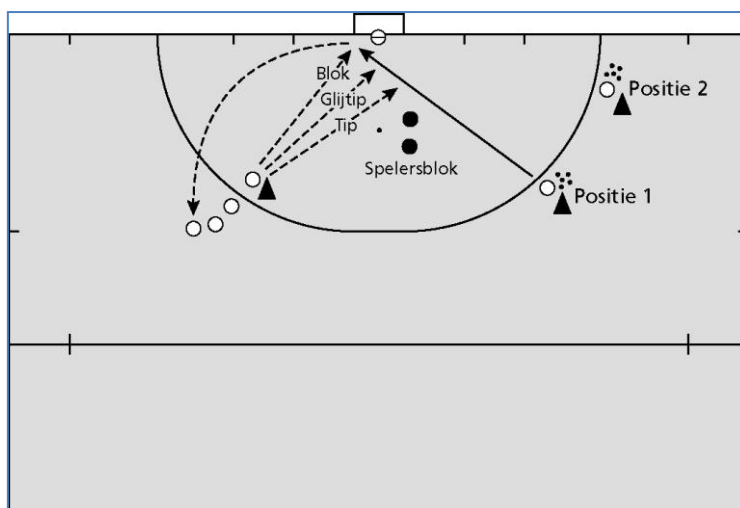 Blok
Glijtip
Tip
Spelersblok
Positie 2
Positie 1